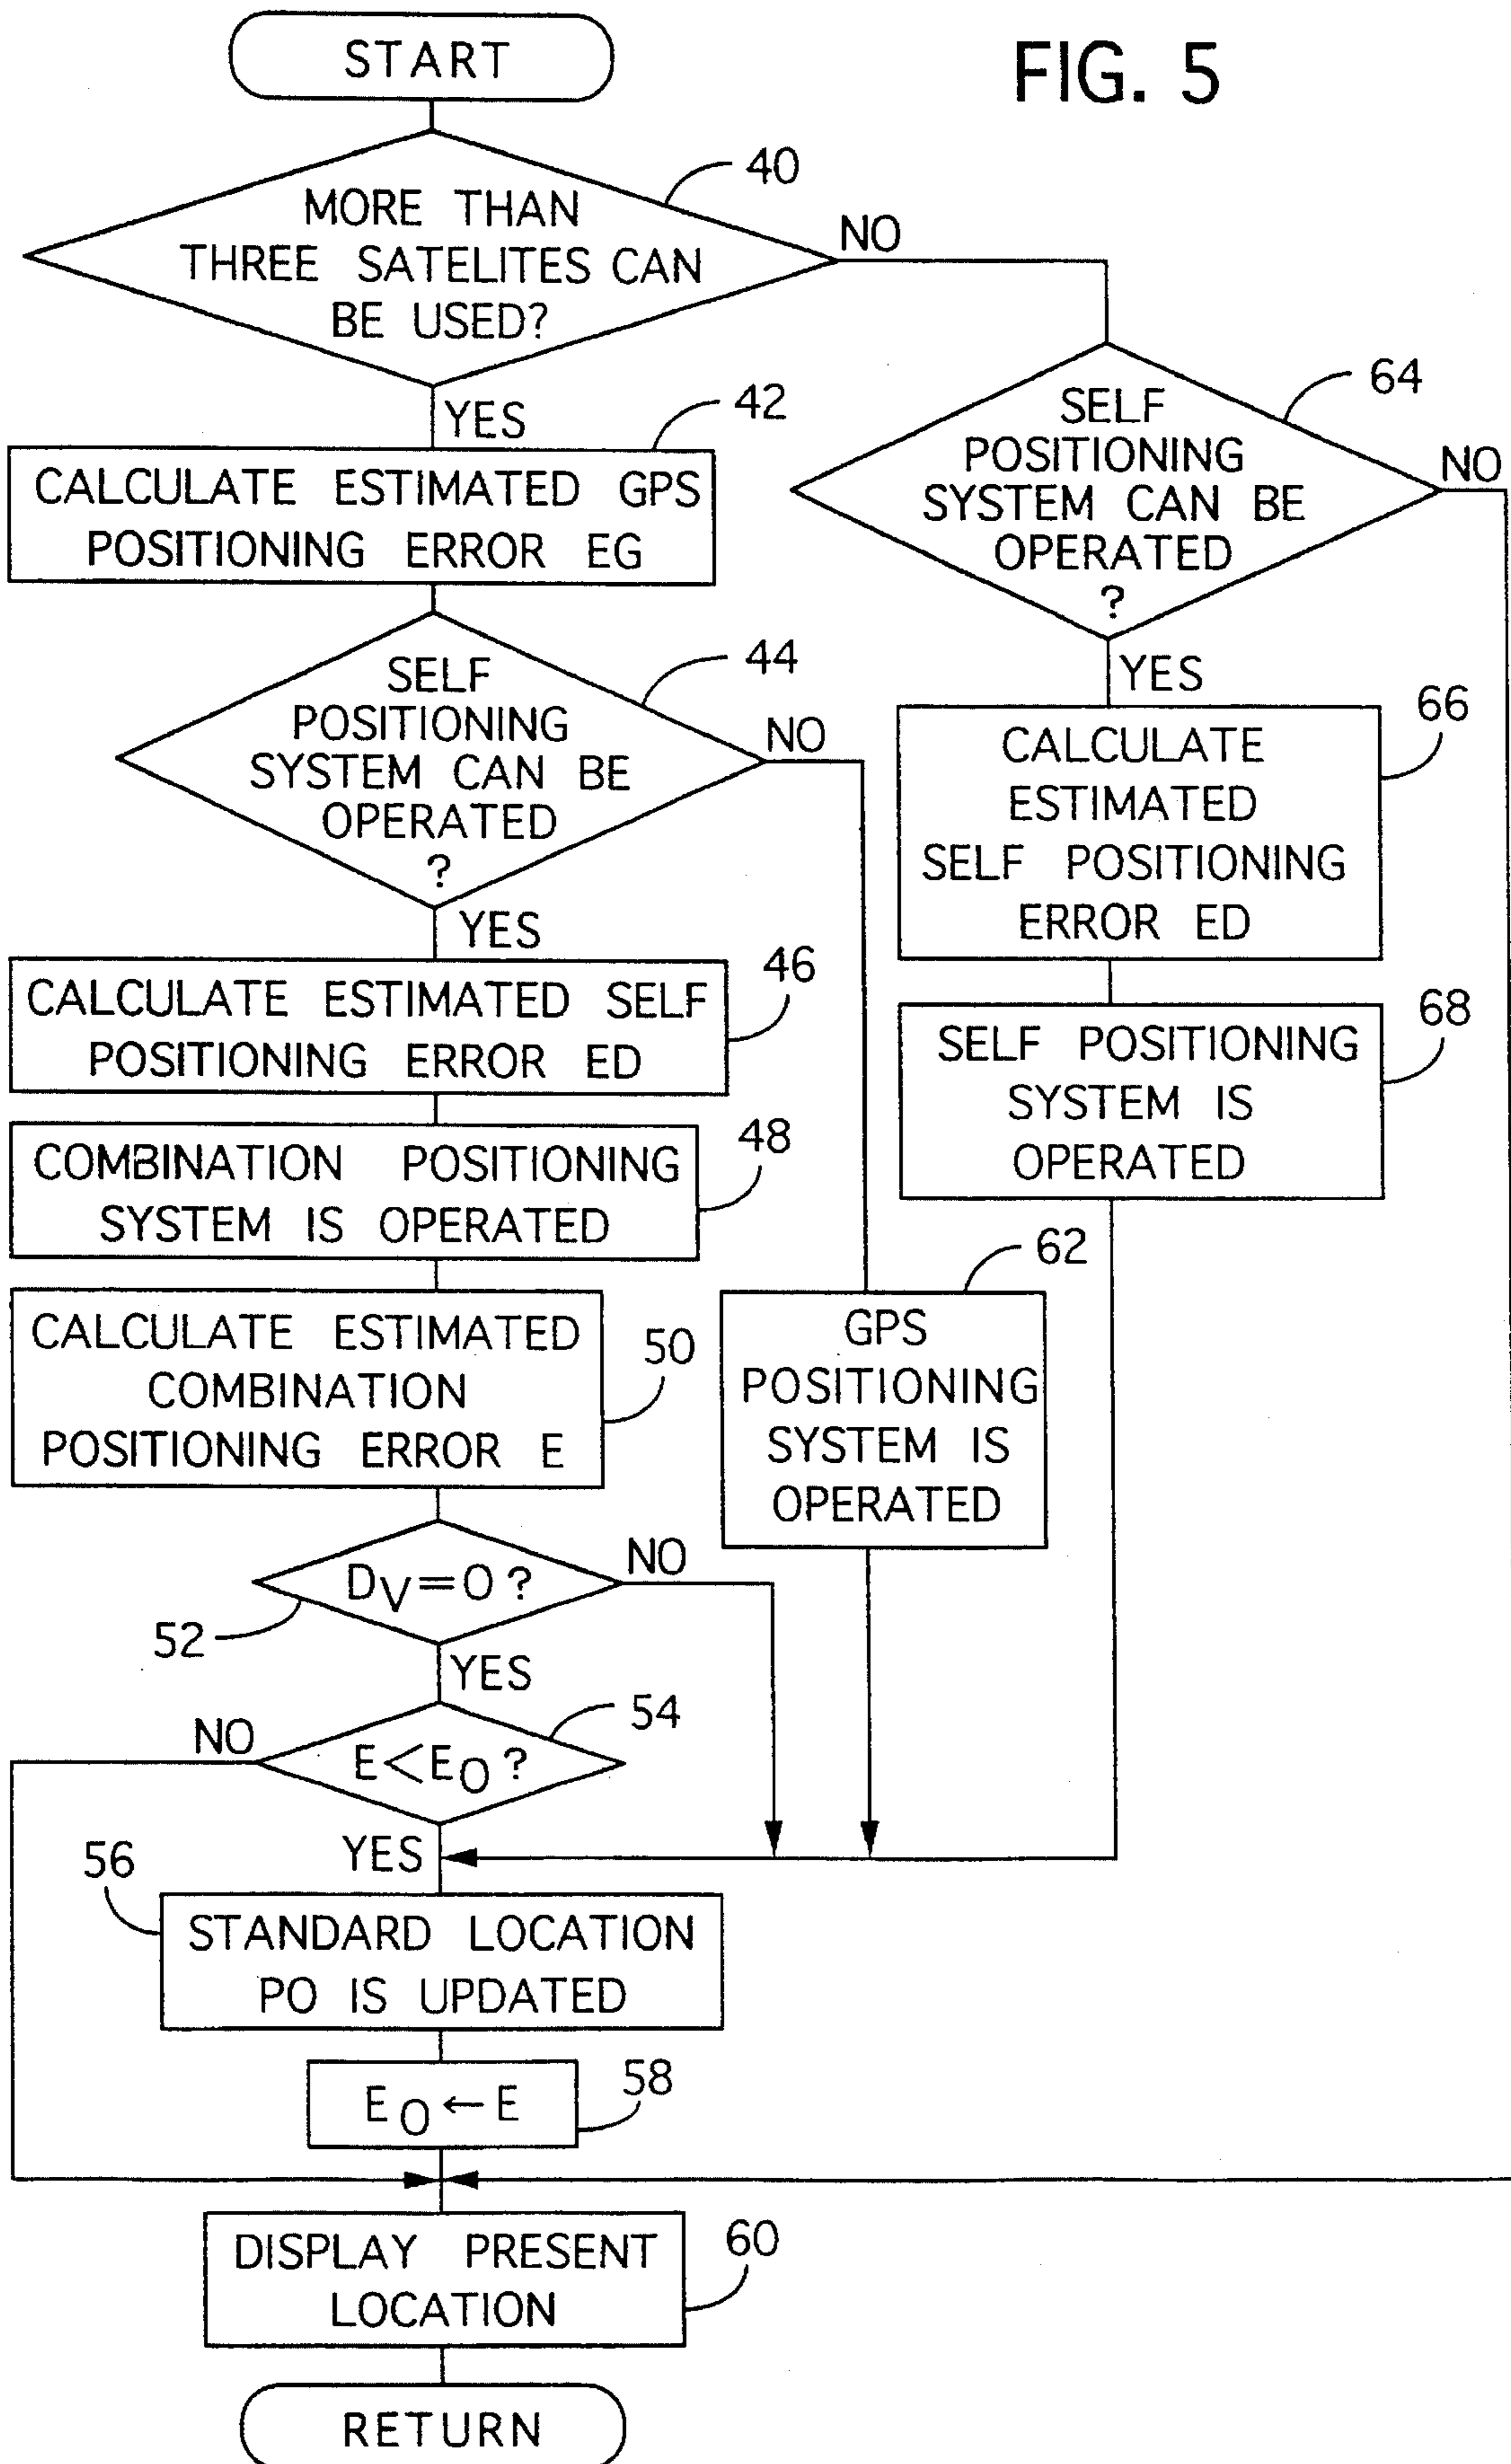 FIG. 5
START
40
MORE THAN
THREE SATELITES CAN
BE USED?
NO
YES
42
CALCULATE ESTIMATED GPS
POSITIONING ERROR EG
44
SELF
POSITIONING
SYSTEM CAN BE
OPERATED
?
NO
YES
46
CALCULATE ESTIMATED SELF
POSITIONING ERROR ED
48
COMBINATION POSITIONING
SYSTEM IS OPERATED
50
CALCULATE ESTIMATED
COMBINATION
POSITIONING ERROR E
DV=0?
NO
52
YES
54
NO
E<EO?
YES
56
STANDARD LOCATION
PO IS UPDATED
58
EO←E
60
DISPLAY PRESENT
LOCATION
RETURN
62
GPS
POSITIONING
SYSTEM IS
OPERATED
64
SELF
POSITIONING
SYSTEM CAN BE
OPERATED
?
NO
YES
66
CALCULATE
ESTIMATED
SELF POSITIONING
ERROR ED
68
SELF POSITIONING
SYSTEM IS
OPERATED